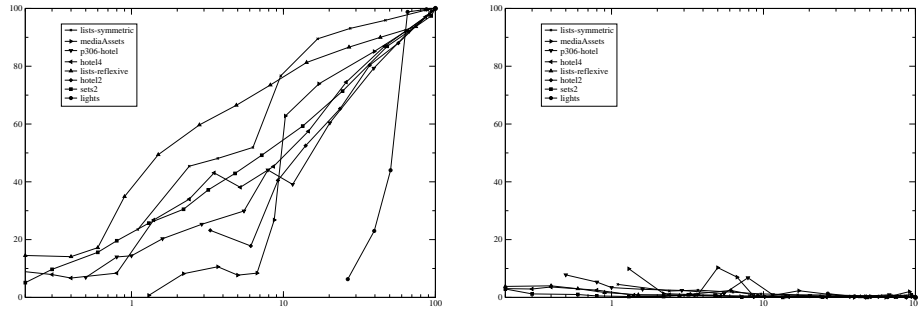 100
80
60
40
20
0
lists-symmetric
mediaAssets
p306-hotel
hotel4
lists-reflexive
hotel2
sets2
lights
1 10 100
100
80
60
40
20
0
lists-symmetric
mediaAssets
p306-hotel
hotel4
lists-reflexive
hotel2
sets2
lights
1 10 10